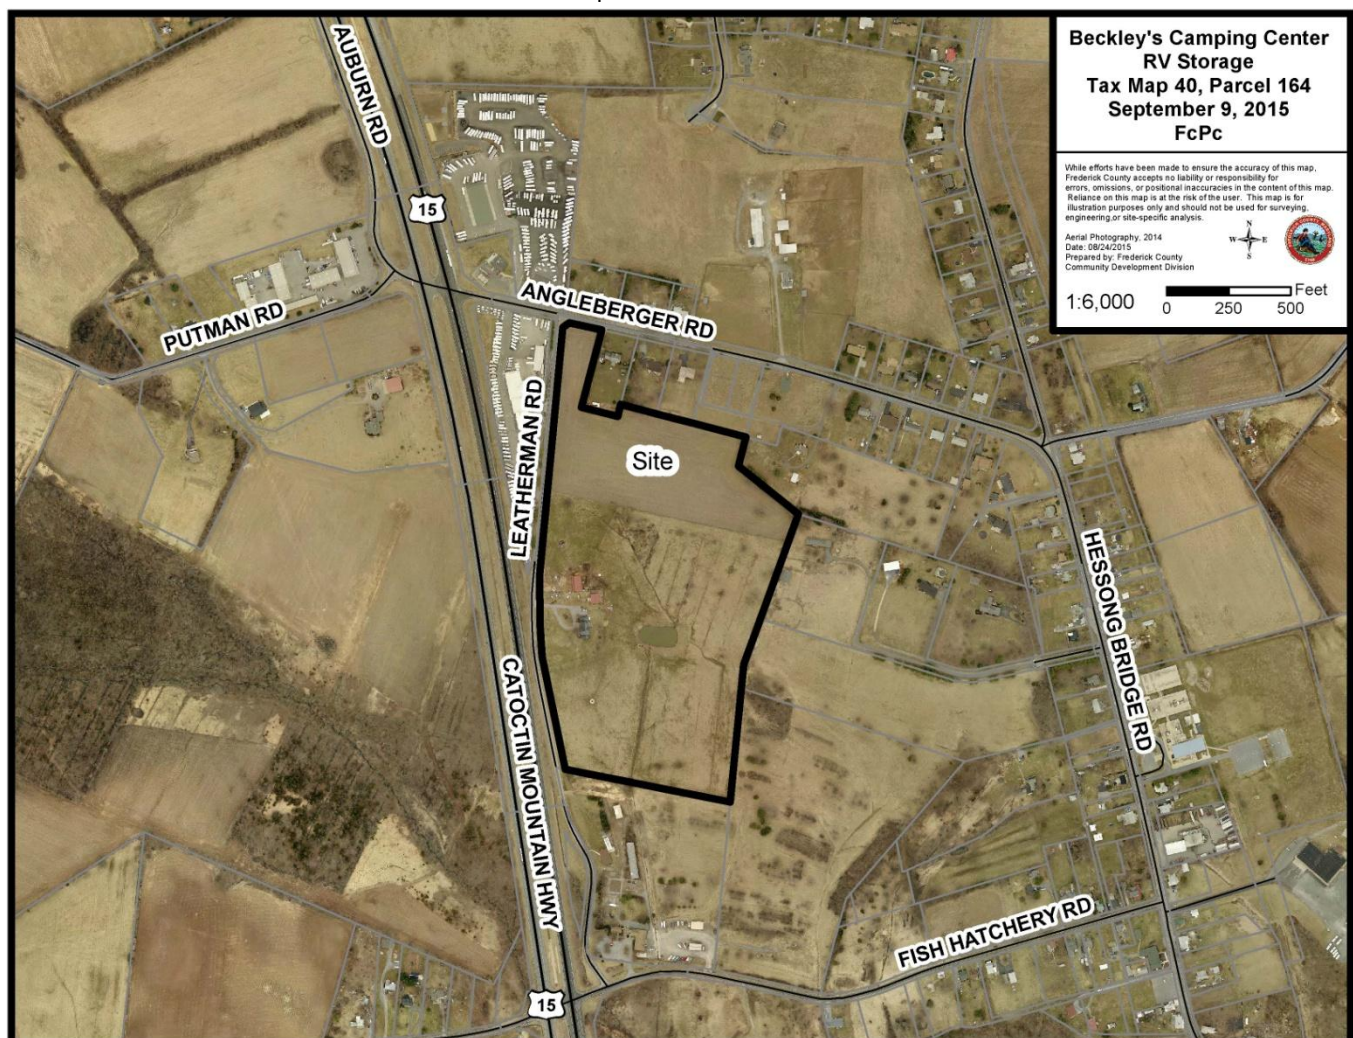 Beckley's Camping Center
RV Storage
Tax Map 40, Parcel 164
September 9, 2015
FcPc
While efforts have been made to ensure the accuracy of this map,
Frederick County accepts no liability or responsibility for
errors, omissions, or positional inaccuracies in the content of this map.
Reliance on this map is at the risk of the user. This map is for
illustration purposes only and should not be used for surveying,
engineering,or site-specific analysis.
Aerial Photography, 2014
Date: 08/24/2015
Prepared by: Frederick County
Community Development Division
N
W
E
S
1:6,000
Feet
0 250 500
AUBURN RD
15
PUTMAN RD
ANGLEBERGER RD
LEATHERMAN RD
Site
HESSONG BRIDGE RD
CATOCTIN MOUNTAIN HWY
FISH HATCHERY RD
15